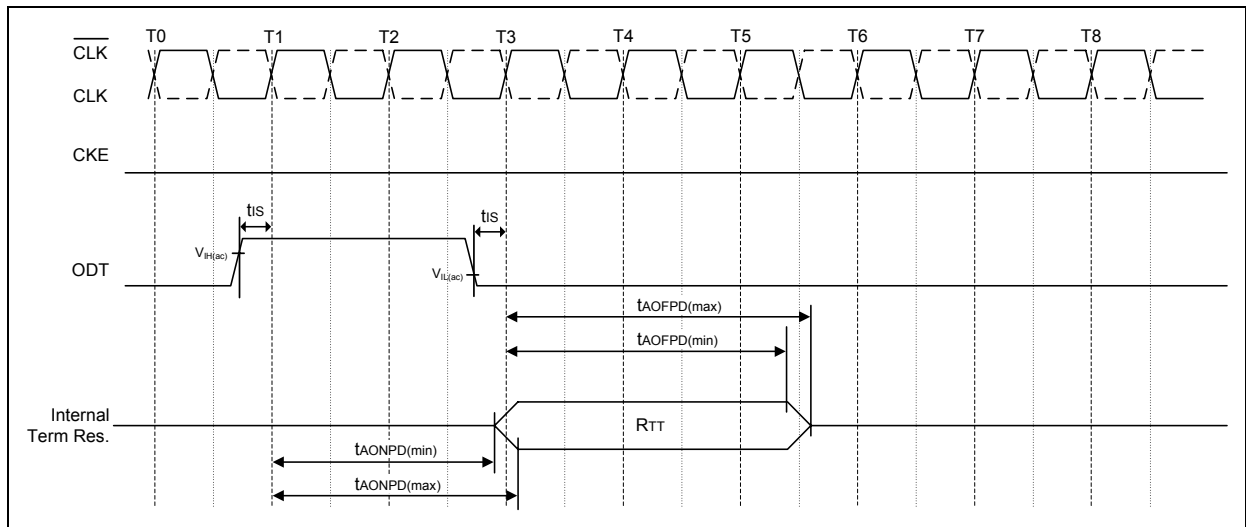 T0 T1 T2 T3 T4 T5 T6 T7 T8
CLK
CLK
CKE
tIS
tIS
VIH(ac)
ODT
VIL(ac)
tAOFPD(max)
tAOFPD(min)
Internal
Term Res.
RTT
tAONPD(min)
tAONPD(max)